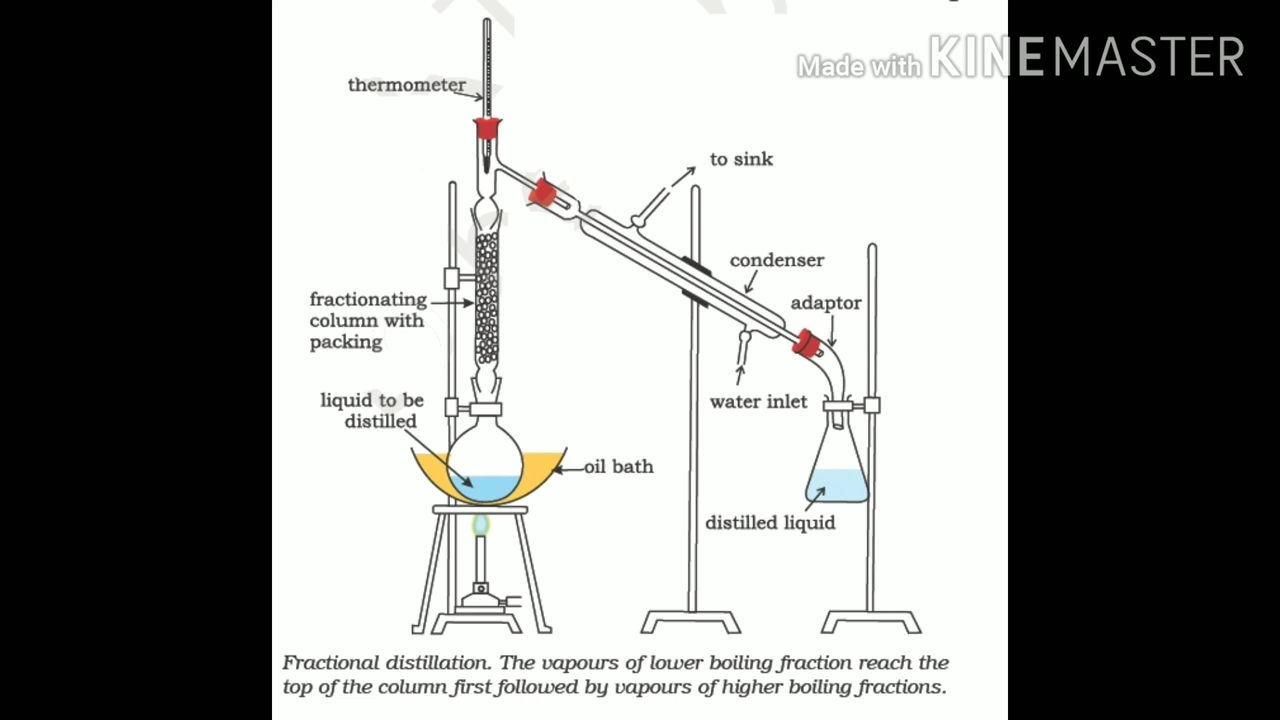 Made with KINEMASTER
thermometer
to sink
condenser
adaptor
fractionating
column with
packing
water inlet
liquid to be
distilled
oil bath
distilled liquid
Fractional distillation. The vapours of lower boiling fraction reach the
top of the column first followed by vapours of higher boiling fractions.